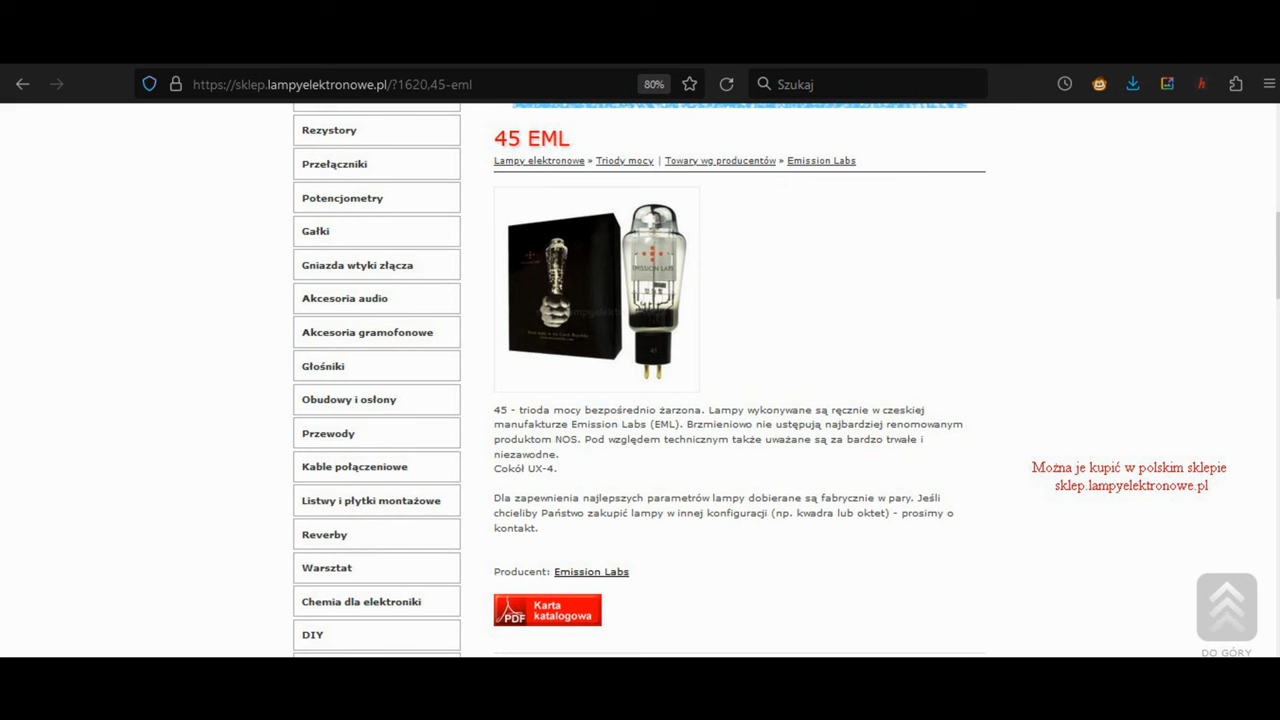 https://sklep.lampyelektronowe.pl/?1620,45-eml
80%
Szukaj
Rezystory
Przełączniki
Potencjometry
Gałki
Gniazda wtyki złącza
Akcesoria audio
Akcesoria gramofonowe
Głośniki
Obudowy i osłony
Przewody
Kable połączeniowe
Listwy i płytki montażowe
Reverby
Warsztat
Chemia dla elektroniki
DIY
45 EML
Lampy elektronowe » Triody mocy | Towary wg producentów » Emission Labs
EMISSION LABS
45
45 - trioda mocy bezpośrednio żarzona. Lampy wykonywane są ręcznie w czeskiej
manufakturze Emission Labs (EML). Brzmieniowo nie ustępują najbardziej renomowanym
produktom NOS. Pod względem technicznym także uważane są za bardzo trwałe i
niezawodne.
Cokół UX-4.
Dla zapewnienia najlepszych parametrów lampy dobierane są fabrycznie w pary. Jeśli
chcieliby Państwo zakupić lampy w innej konfiguracji (np. kwadra lub oktet) - prosimy o
kontakt.
Producent: Emission Labs
PDF
Karta
katalogowa
Można je kupić w polskim sklepie
sklep.lampyelektronowe.pl
DO GÓRY